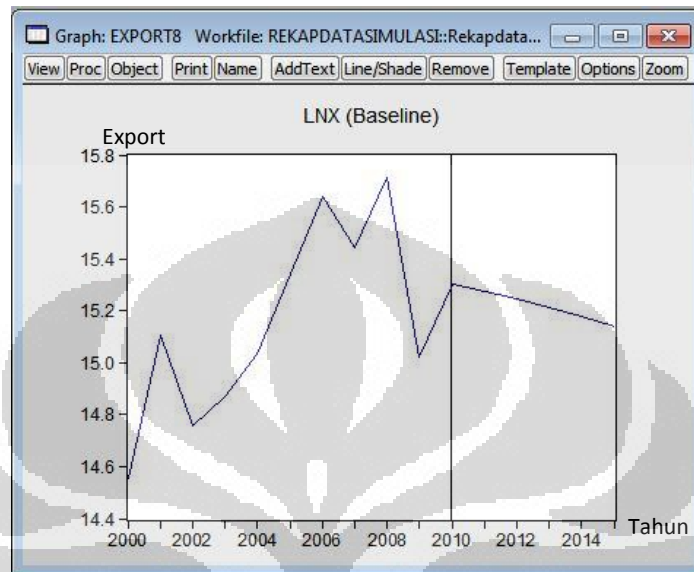 Graph: EXPORT8 Workfile: REKAPDATASIMULASI::Rekapdata...
View Proc Object Print Name AddText Line/Shade Remove Template Options Zoom
LNX (Baseline)
Export
15.8
15.6
15.4
15.2
15.0
14.8
14.6
14.4
2000 2002 2004 2006 2008 2010 2012 2014
Tahun